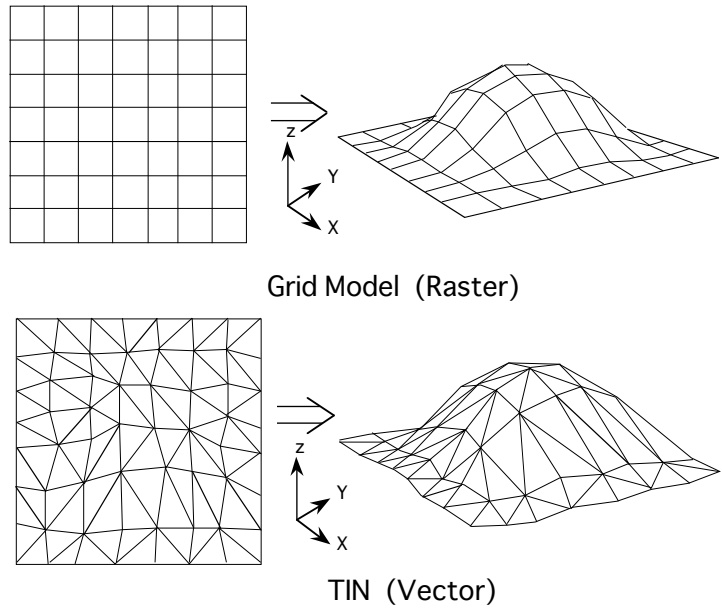 z
Y
X
Grid Model (Raster)
z
Y
X
TIN (Vector)